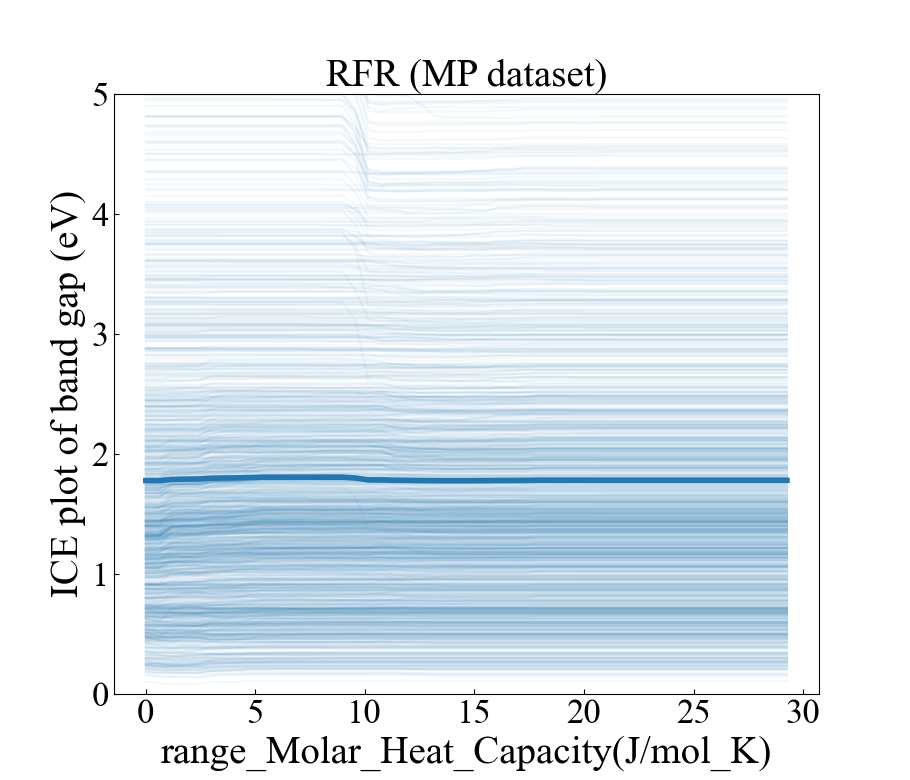 RFR (MP dataset)
ICE plot of band gap (eV)
5
4
3
2
1
0
0 5 10 15 20 25 30
range_Molar_Heat_Capacity(J/mol_K)